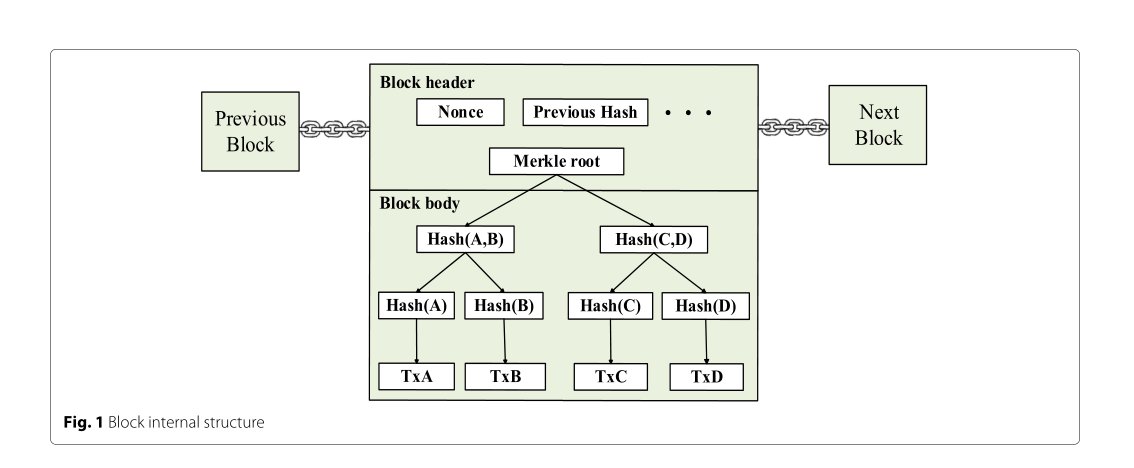 Previous
Block
Block header
Nonce
Previous Hash
• • •
Merkle root
Next
Block
Block body
Hash(A,B)
Hash(C,D)
Hash(A)
Hash(B)
Hash(C)
Hash(D)
TxA
TxB
TxC
TxD
Fig. 1 Block internal structure